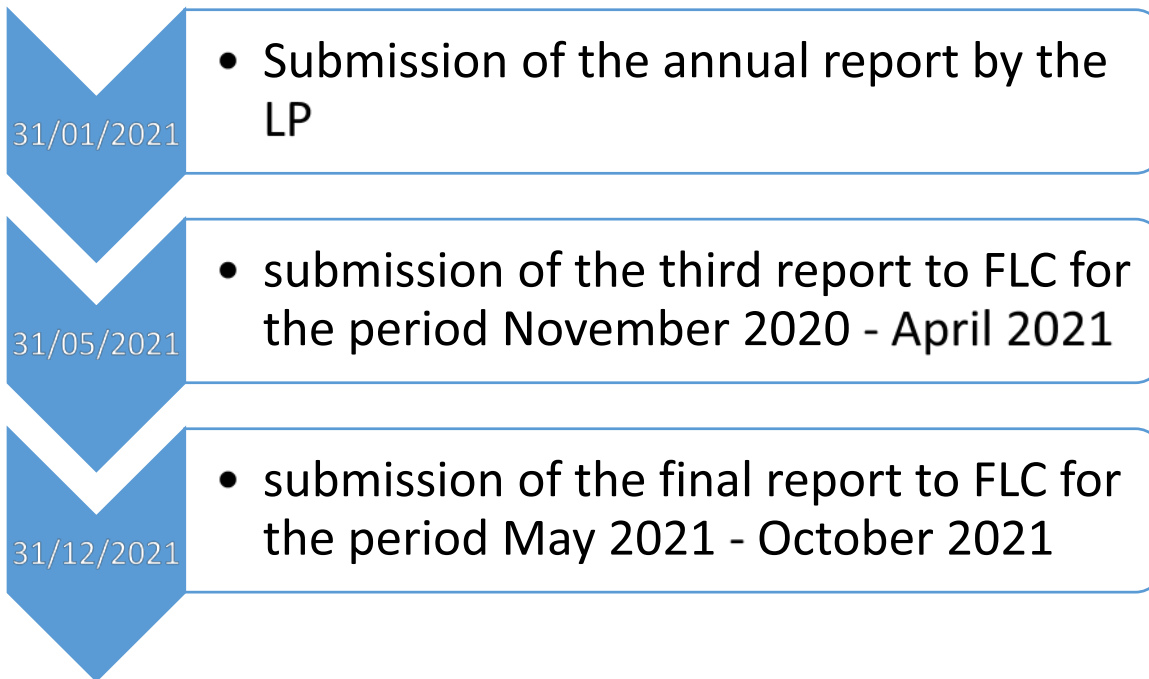 31/01/2021
• Submission of the annual report by the
LP
31/05/2021
• submission of the third report to FLC for
the period November 2020 - April 2021
31/12/2021
• submission of the final report to FLC for
the period May 2021 - October 2021